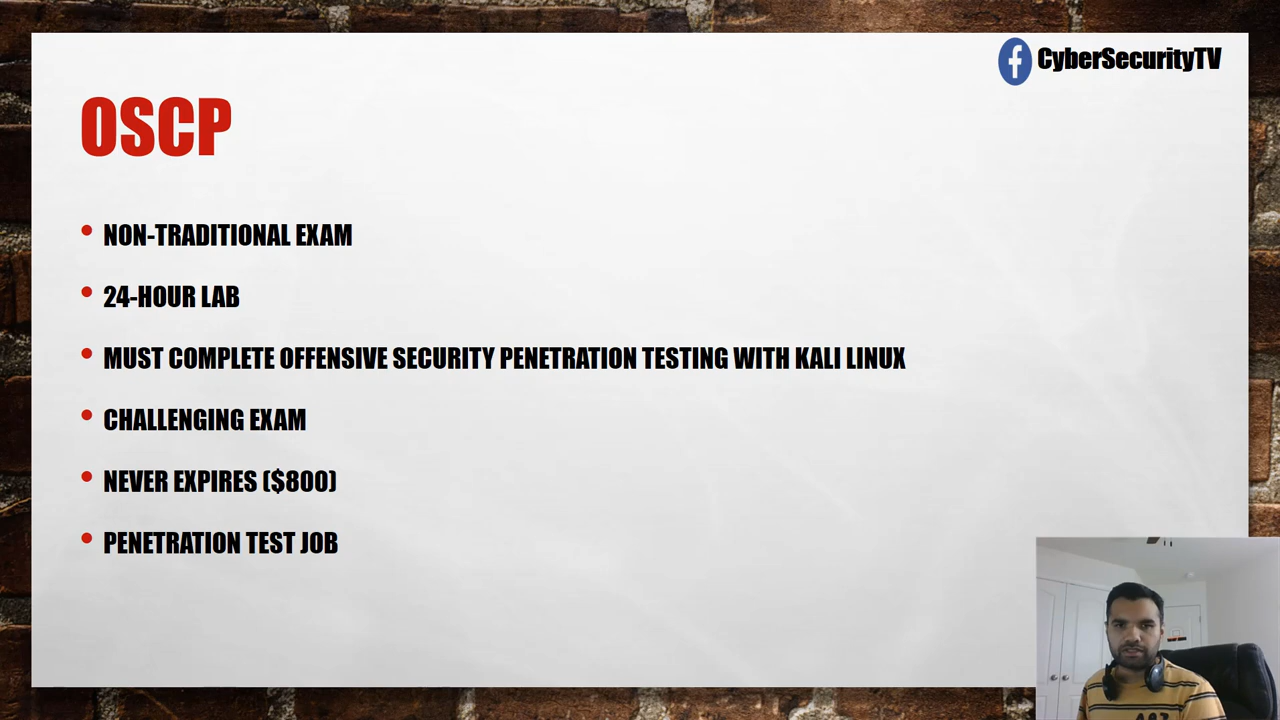 CyberSecurityTV
OSCP
NON-TRADITIONAL EXAM
24-HOUR LAB
MUST COMPLETE OFFENSIVE SECURITY PENETRATION TESTING WITH KALI LINUX
CHALLENGING EXAM
NEVER EXPIRES ($800)
PENETRATION TEST JOB